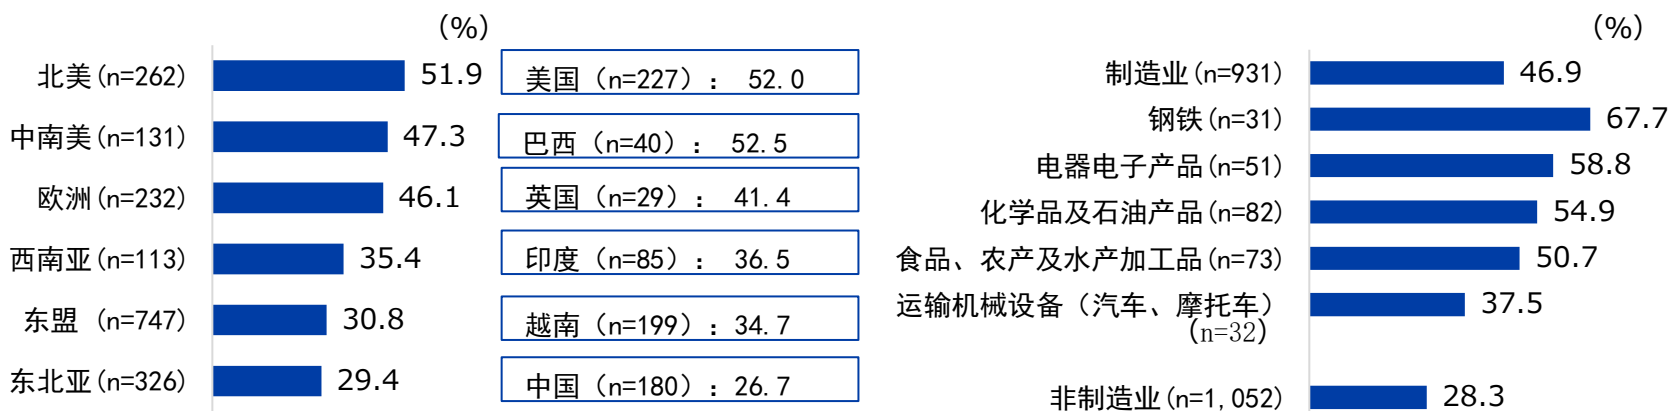 (%)
北美(n=262) 51.9
中南美(n=131) 47.3
欧洲(n=232) 46.1
西南亚(n=113) 35.4
东盟 (n=747) 30.8
东北亚(n=326) 29.4
美国（n=227）： 52.0
巴西（n=40）： 52.5
英国（n=29）： 41.4
印度（n=85）： 36.5
越南（n=199）：34.7
中国（n=180）：26.7
(%)
制造业(n=931) 46.9
钢铁(n=31) 67.7
电器电子产品(n=51) 58.8
化学品及石油产品(n=82) 54.9
食品、农产及水产加工品(n=73) 50.7
运输机械设备（汽车、摩托车） 37.5
(n=32)
非制造业(n=1,052) 28.3